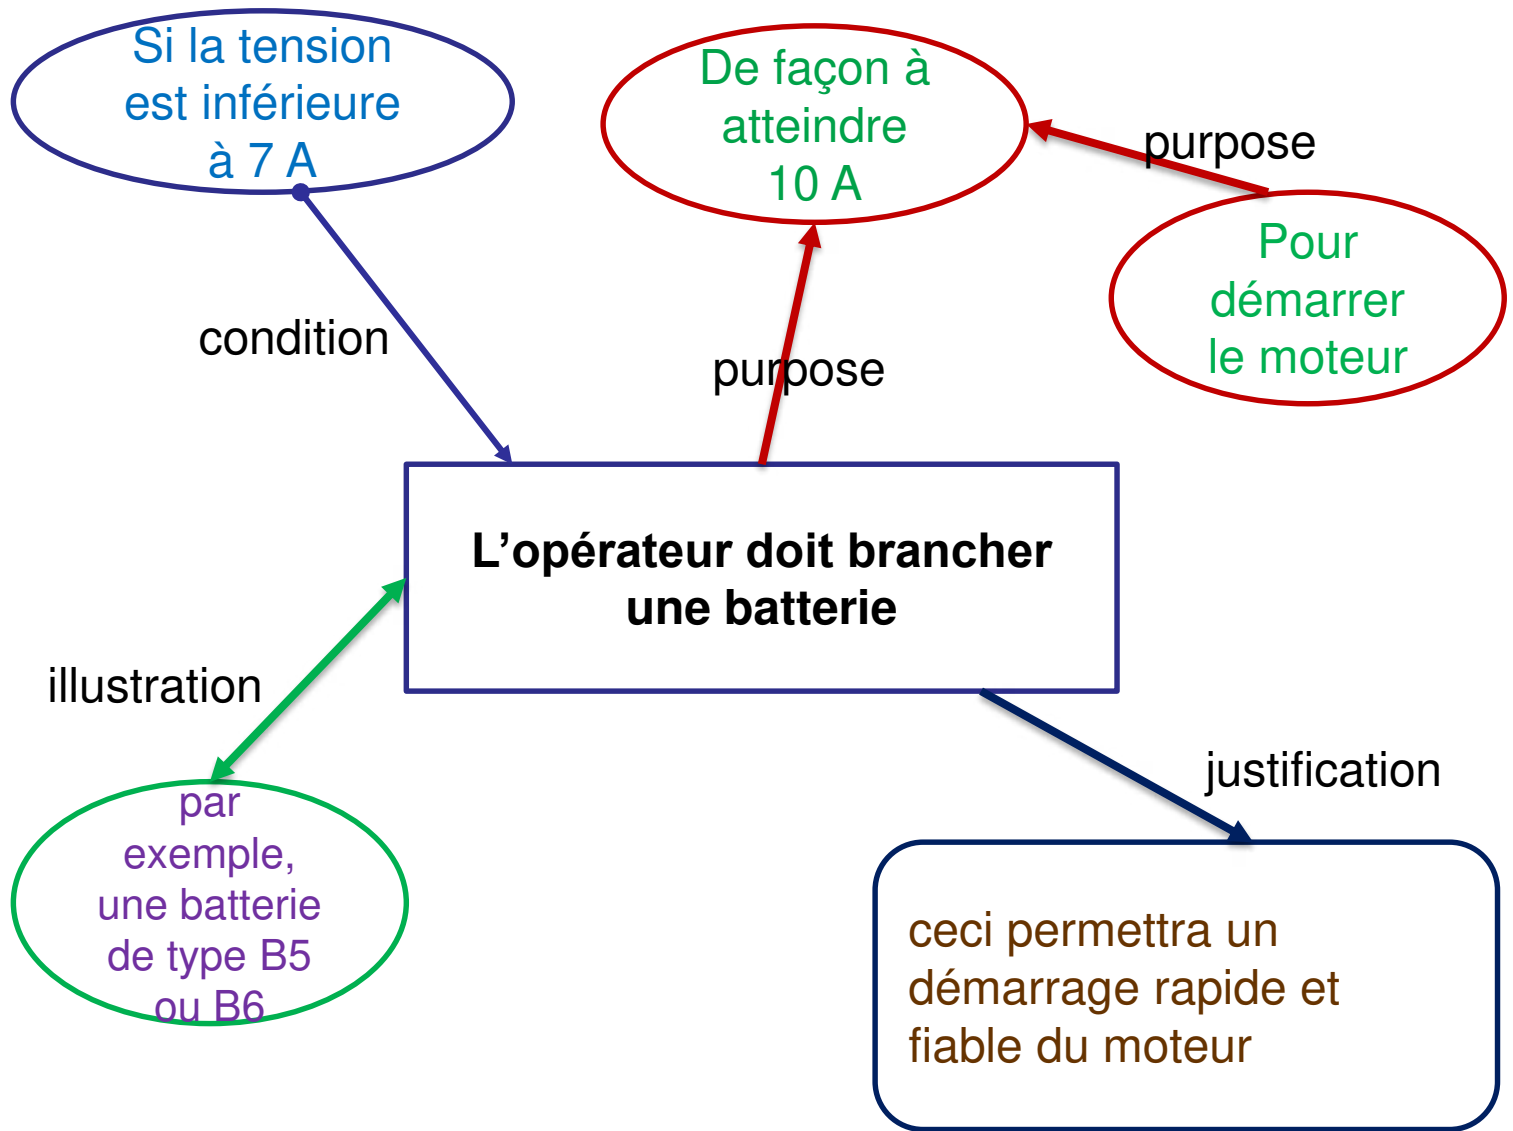 Si la tension
est inférieure
à 7 A
De façon à
atteindre
10 A
purpose
Pour
démarrer
le moteur
condition
purpose
L’opérateur doit brancher
une batterie
illustration
justification
par
exemple,
une batterie
de type B5
ou B6
ceci permettra un
démarrage rapide et
fiable du moteur